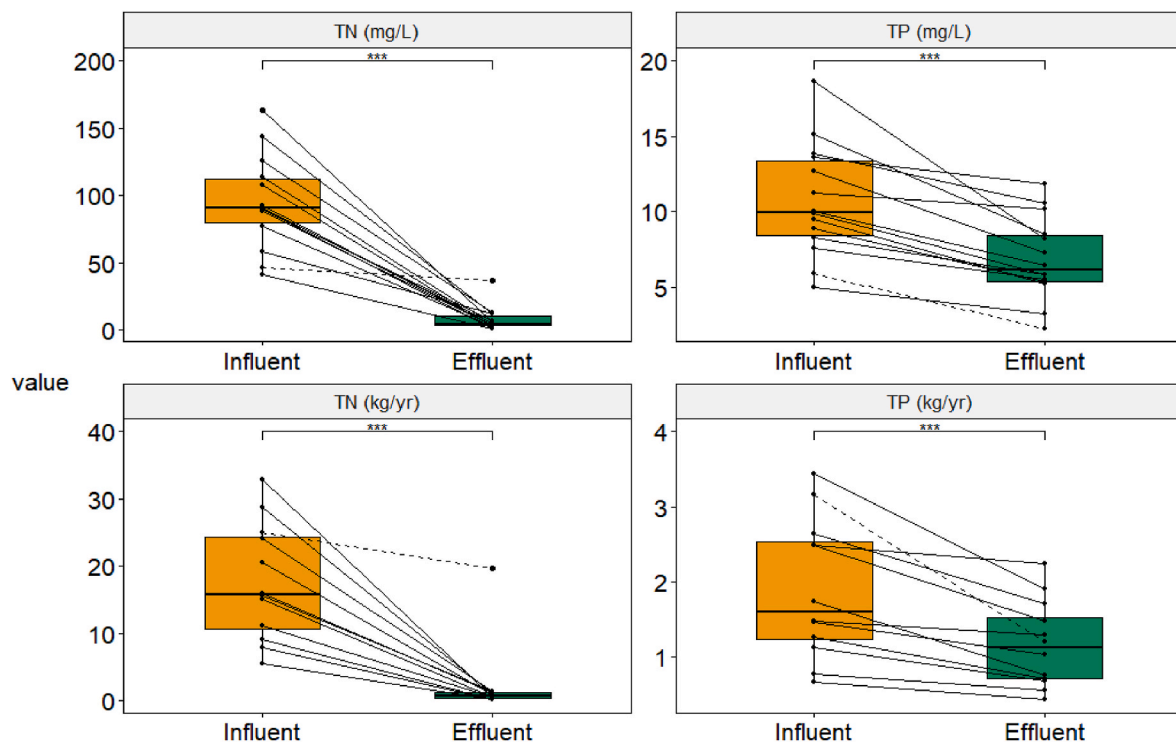 TN (mg/L)
TP (mg/L)
200
150
100
50
0
***
20
15
10
5
***
Influent
Effluent
Influent
Effluent
value
TN (kg/yr)
TP (kg/yr)
40
30
20
10
0
***
4
3
2
1
***
Influent
Effluent
Influent
Effluent